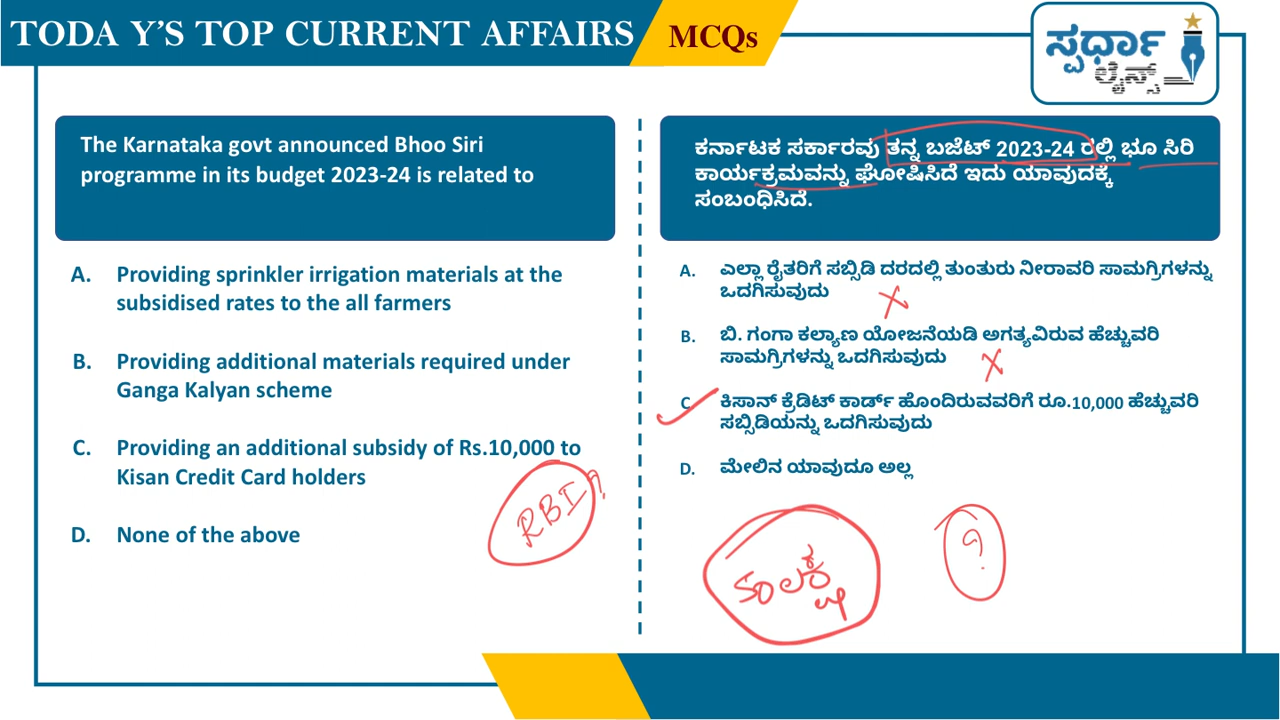 TODA Y'S TOP CURRENT AFFAIRS MCQs
ಸ್ಪರ್ಧಾ
ಲೈನ್ಸ್
The Karnataka govt announced Bhoo Siri
programme in its budget 2023-24 is related to
A. Providing sprinkler irrigation materials at the
subsidised rates to the all farmers
B. Providing additional materials required under
Ganga Kalyan scheme
C. Providing an additional subsidy of Rs.10,000 to
Kisan Credit Card holders
D. None of the above
RBI ?
ಕರ್ನಾಟಕ ಸರ್ಕಾರವು ತನ್ನ ಬಜೆಟ್ 2023-24 ರಲ್ಲಿ ಭೂ ಸಿರಿ
ಕಾರ್ಯಕ್ರಮವನ್ನು ಘೋಷಿಸಿದೆ ಇದು ಯಾವುದಕ್ಕೆ
ಸಂಬಂಧಿಸಿದೆ.
A. ಎಲ್ಲಾ ರೈತರಿಗೆ ಸಬ್ಸಿಡಿ ದರದಲ್ಲಿ ತುಂತುರು ನೀರಾವರಿ ಸಾಮಗ್ರಿಗಳನ್ನು
ಒದಗಿಸುವುದು
B. ಬಿ. ಗಂಗಾ ಕಲ್ಯಾಣ ಯೋಜನೆಯಡಿ ಅಗತ್ಯವಿರುವ ಹೆಚ್ಚುವರಿ
ಸಾಮಗ್ರಿಗಳನ್ನು ಒದಗಿಸುವುದು
C. ಕಿಸಾನ್ ಕ್ರೆಡಿಟ್ ಕಾರ್ಡ್ ಹೊಂದಿರುವವರಿಗೆ ರೂ.10,000 ಹೆಚ್ಚುವರಿ
ಸಬ್ಸಿಡಿಯನ್ನು ಒದಗಿಸುವುದು
D. ಮೇಲಿನ ಯಾವುದೂ ಅಲ್ಲ
?